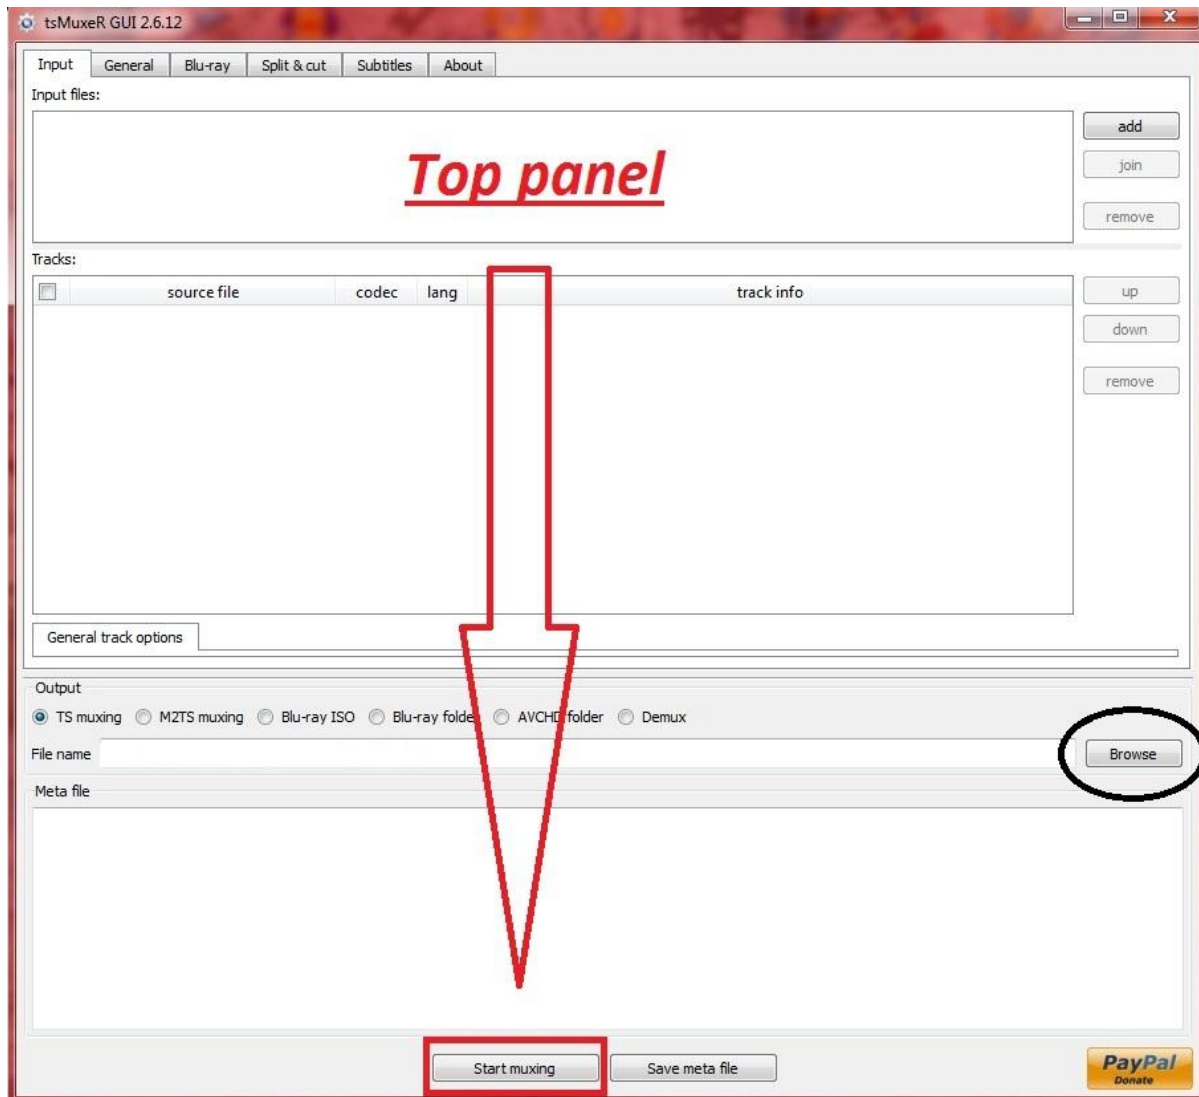 tsMuxeR GUI 2.6.12
Input General Blu-ray Split & cut Subtitles About
Input files:
add
Top panel
join
remove
Tracks:
source file codec lang track info
up
down
remove
General track options
Output
TS muxing M2TS muxing Blu-ray ISO Blu-ray folder AVCHD folder Demux
File name Browse
Meta file
Start muxing Save meta file
PayPal
Donate